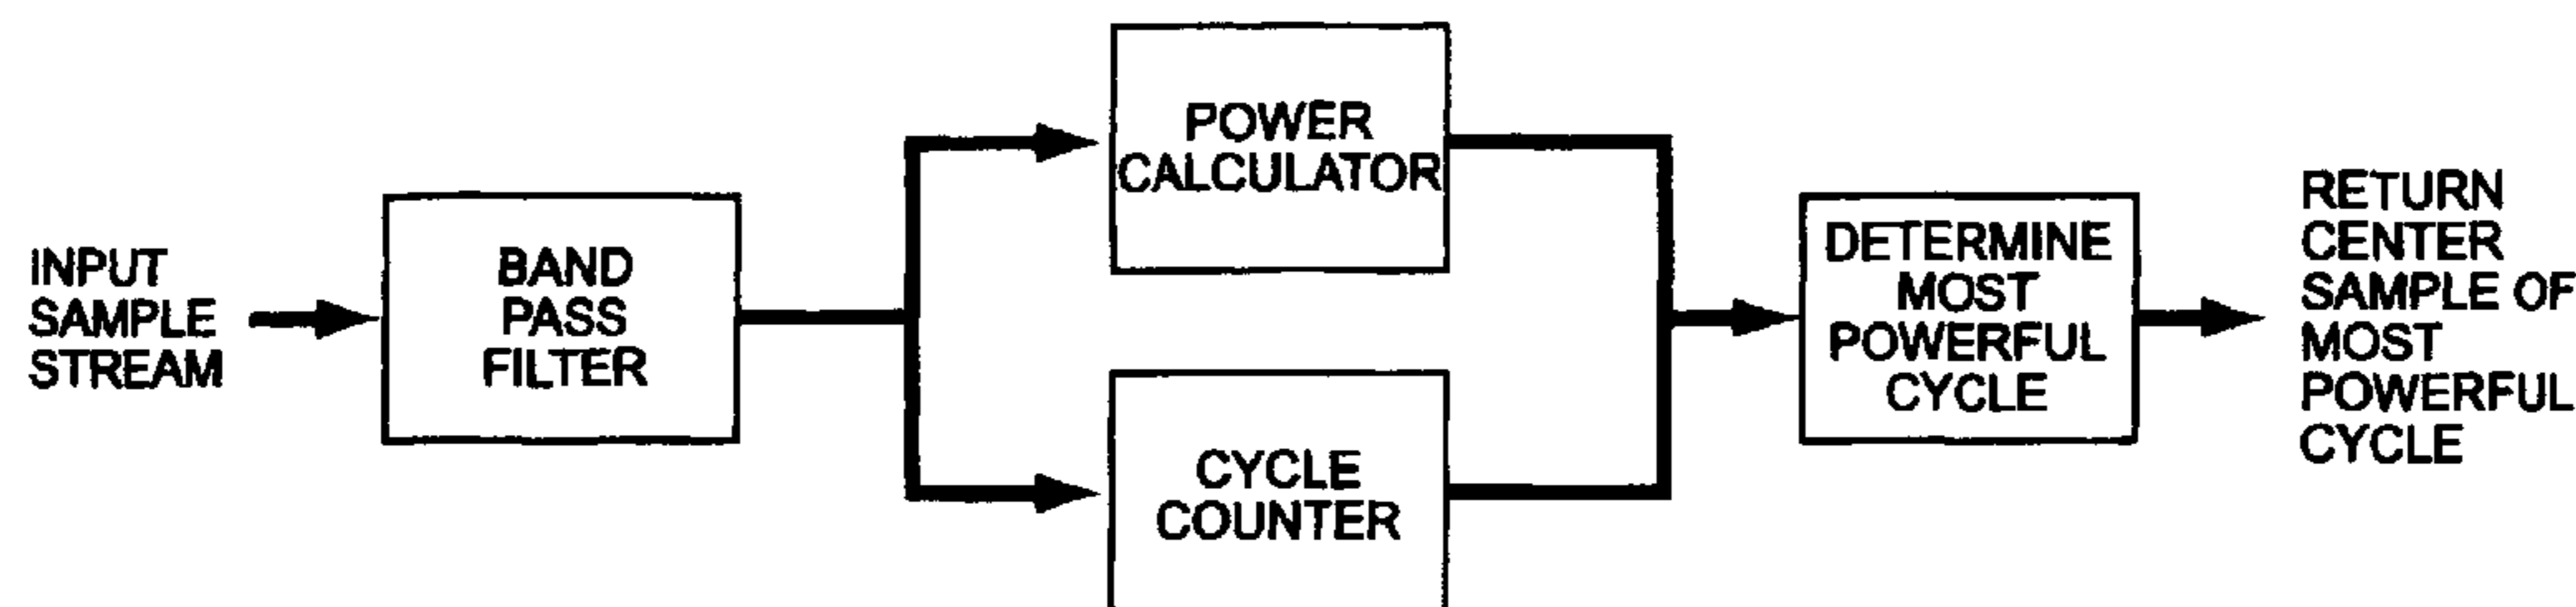 INPUT
SAMPLE
STREAM
BAND
PASS
FILTER
POWER
CALCULATOR
CYCLE
COUNTER
DETERMINE
MOST
POWERFUL
CYCLE
RETURN
CENTER
SAMPLE OF
MOST
POWERFUL
CYCLE